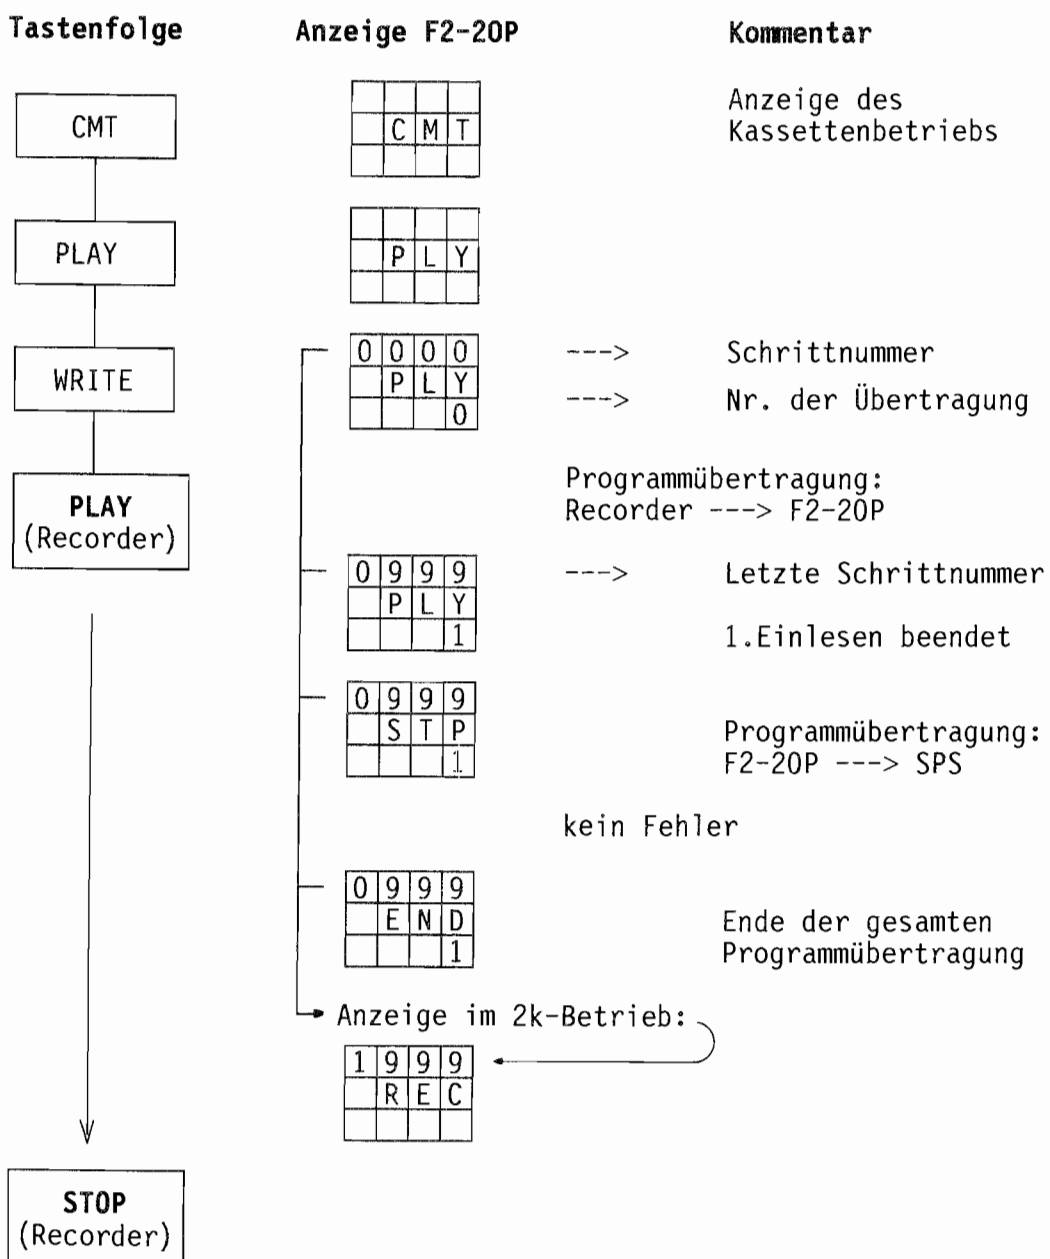 Tastenfolge Anzeige F2-20P Kommentar
CMT
C M T
Anzeige des
Kassettenbetriebs
PLAY
P L Y
WRITE
0 0 0 0 ---> Schrittnummer
P L Y
0 ---> Nr. der Übertragung
PLAY
(Recorder)
Programmübertragung:
Recorder ---> F2-20P
0 9 9 9 ---> Letzte Schrittnummer
P L Y
1 1.Einlesen beendet
0 9 9 9
S T P
1
Programmübertragung:
F2-20P ---> SPS
kein Fehler
0 9 9 9
E N D
1
Ende der gesamten
Programmübertragung
Anzeige im 2k-Betrieb:
1 9 9 9
R E C
STOP
(Recorder)